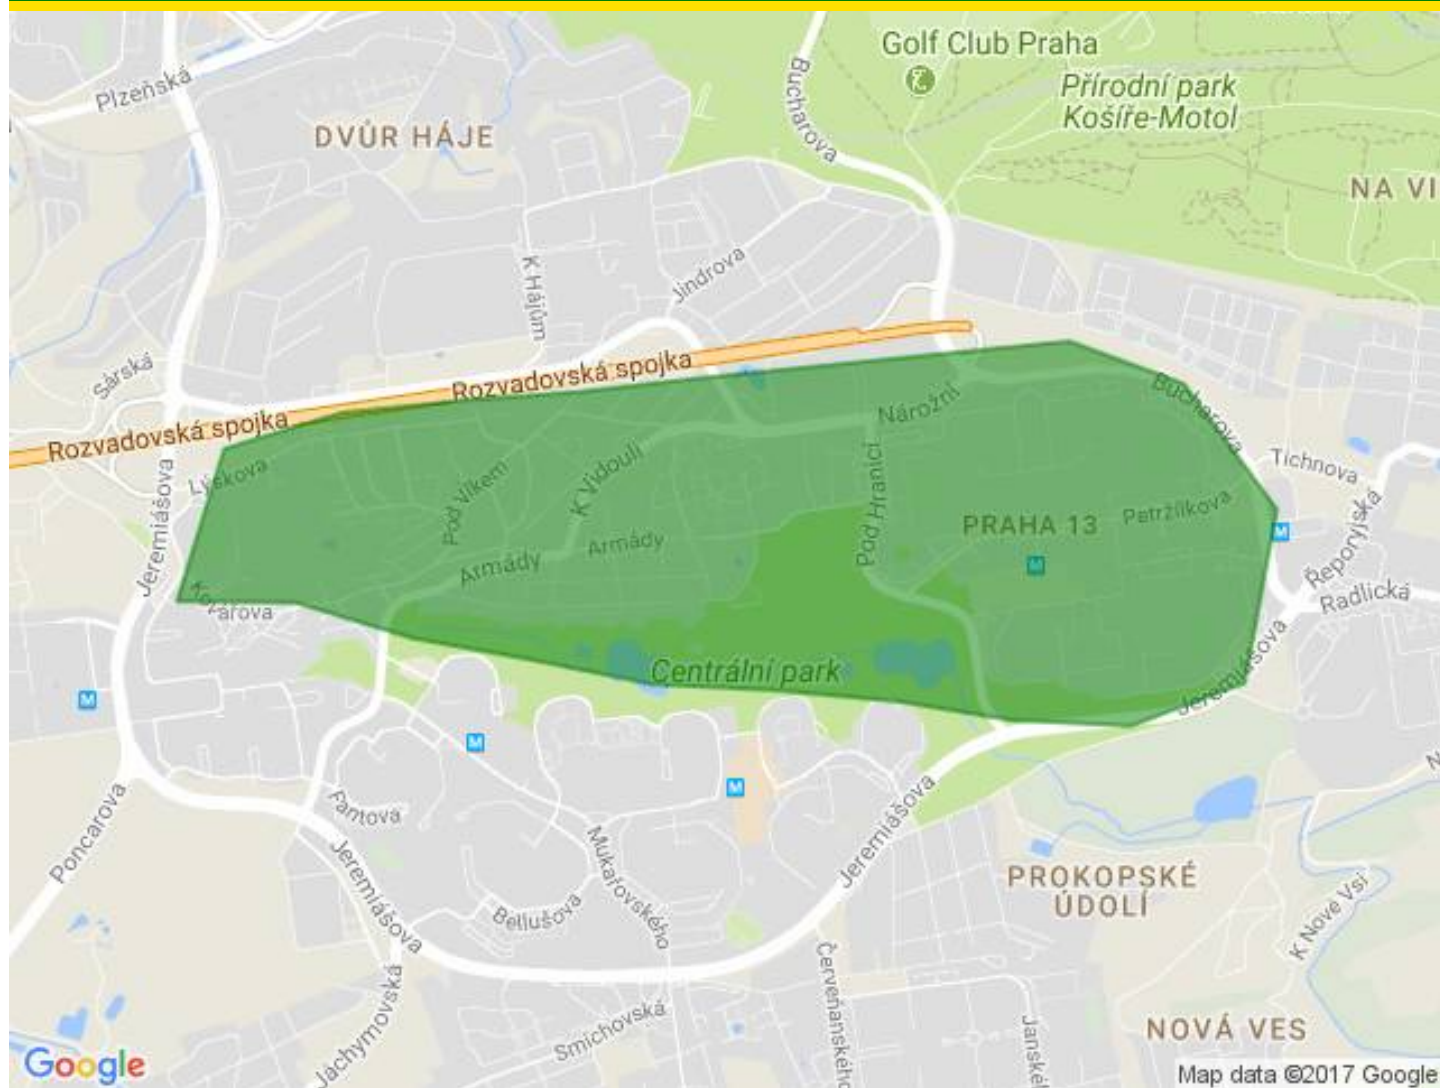 Golf Club Praha
Přírodní park
Košíře-Motol
Plzeňská
Bucharova
DVŮR HÁJE
NA VI
K Hájům
Jindrova
Rozvadovská spojka
Šárská
Rozvadovská spojka
Nárožní
Bucharova
Lýskova
Tichnova
Jeremiášova
Pod Vlkem
K Vidouli
Pod Hranicí
PRAHA 13
Petržílkova
M
Řeporyjská
Armády
Armády
M
Radlická
Kovářova
Centrální park
Jeremiášova
M
M
M
Poncarova
Fantova
Jeremiášova
Jeremiášova
Mukařovského
PROKOPSKÉ
ÚDOLÍ
Bellušova
K Nové Vsi
Červeňanského
Jáchymovská
Smíchovská
Janské
NOVÁ VES
Google
Map data ©2017 Google